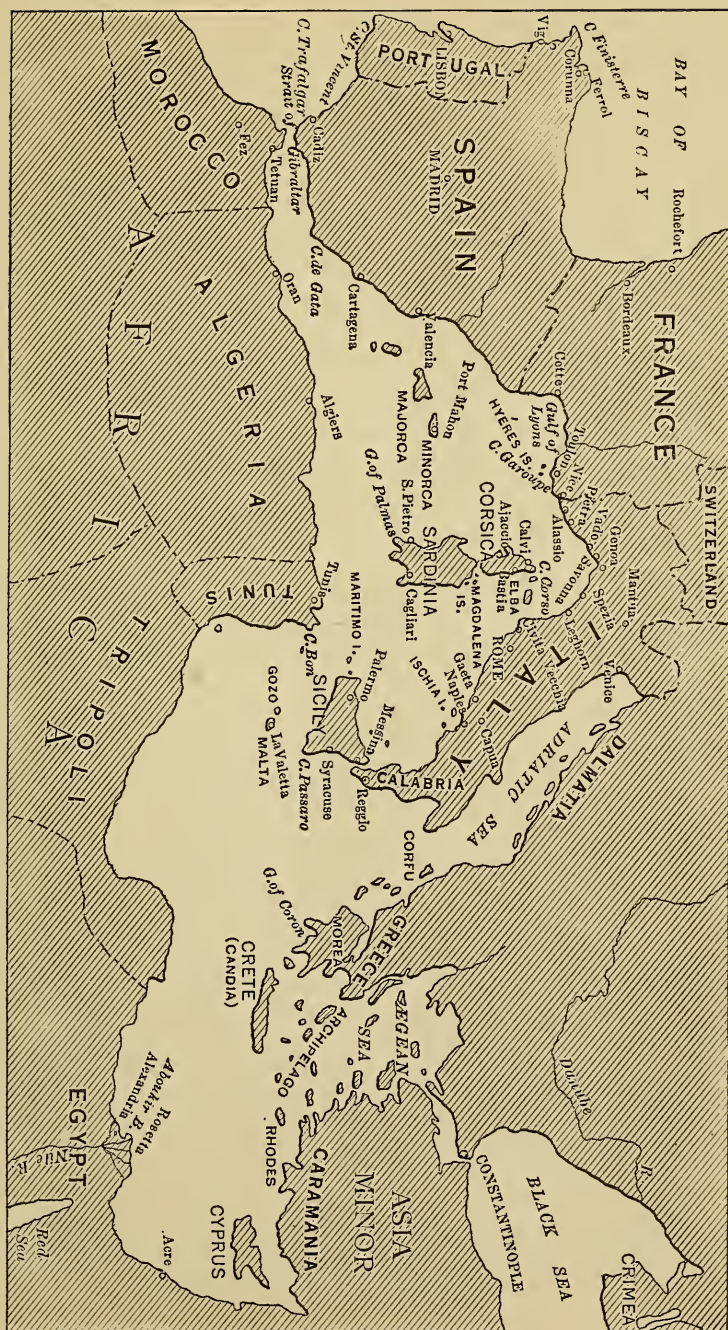 BAY OF
BISCAY
Rochefort
Bordeaux
C Finisterre
Ferrol
Corunna
Vig
PORTUGAL
LISBON
C. St. Vincent
C. Trafalgar
Strait of
Gibraltar
Cadiz
SPAIN
MADRID
C. de Gata
Cartagena
Valencia
FRANCE
SWITZERLAND
Cette
Gulf of
Lyons
Toulon
Nice
HYÈRES IS.
C. Garoupe
Pietra
Vado
Genoa
Savonna
Alassio
Mantua
Spezia
Leghorn
Venice
ITALY
Civita Vecchia
ROME
Gaeta
Naples
Capua
ISCHIA I.
CALABRIA
Reggio
Port Mahon
MINORCA
MAJORCA
CORSICA
Calvi
Ajaccio
C. Corso
Bastia
ELBA
IS.
MAGDALENA
SARDINIA
S. Pietro
G. of Palmas
Cagliari
MARITIMO I.
SICILY
Palermo
Messina
Syracuse
C. Passaro
GOZO
La Valetta
MALTA
ADRIATIC
SEA
DALMATIA
CORFU
GREECE
MOREA
G. of Coron
CRETE
(CANDIA)
ARCHIPELAGO
ÆGEAN
SEA
RHODES
CARAMANIA
ASIA
MINOR
CYPRUS
Acre
CONSTANTINOPLE
BLACK
SEA
CRIMEA
Danube
R.
MOROCCO
Fez
Tetuan
Oran
ALGERIA
Algiers
TUNIS
Tunis
C. Bon
TRIPOLI
AFRICA
EGYPT
Alexandria
Aboukir B.
Rosetta
Nile R.
Red
Sea